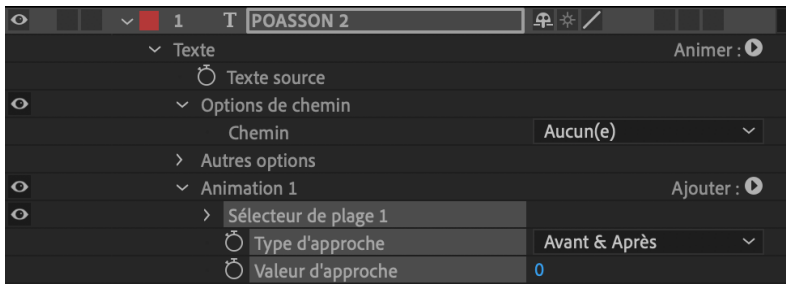 1 T POASSON 2
Texte Animer :
Texte source
Options de chemin
Chemin Aucun(e)
Autres options
Animation 1 Ajouter :
Sélecteur de plage 1
Type d'approche Avant & Après
Valeur d'approche 0